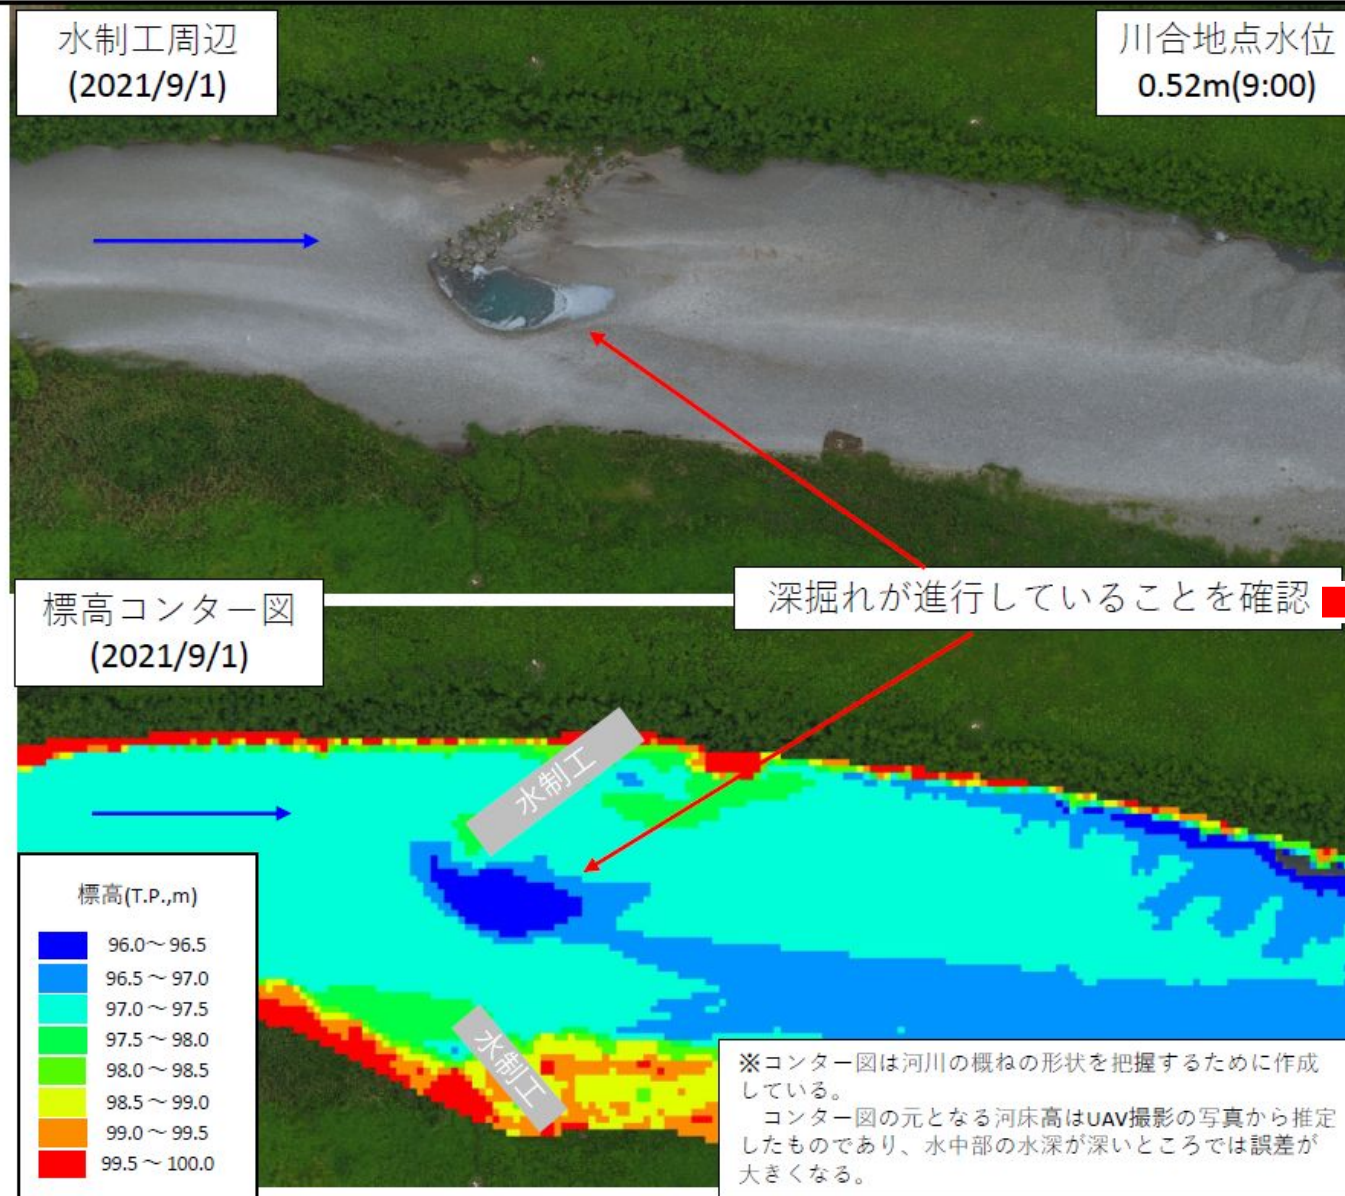 水制工周辺
(2021/9/1)
川合地点水位
0.52m(9:00)
深掘れが進行していることを確認
標高コンター図
(2021/9/1)
水制工
標高(T.P.,m)
96.0～96.5
96.5～97.0
97.0～97.5
97.5～98.0
98.0～98.5
98.5～99.0
99.0～99.5
99.5～100.0
水制工
※コンター図は河川の概ねの形状を把握するために作成
している。
コンター図の元となる河床高はUAV撮影の写真から推定
したものであり、水中部の水深が深いところでは誤差が
大きくなる。